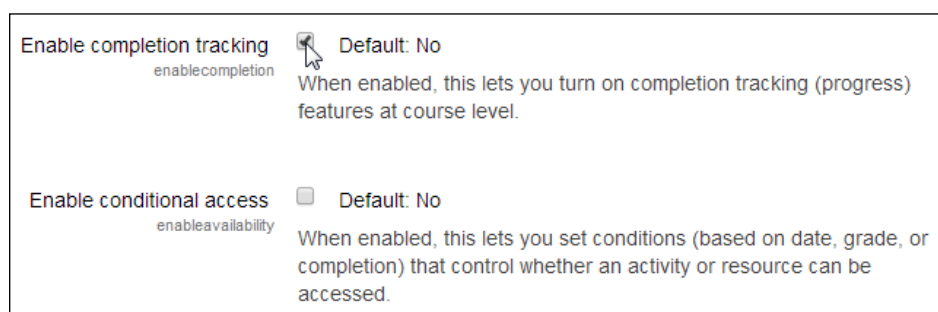 Enable completion tracking Default: No
enablecompletion
When enabled, this lets you turn on completion tracking (progress)
features at course level.
Enable conditional access Default: No
enableavailability
When enabled, this lets you set conditions (based on date, grade, or
completion) that control whether an activity or resource can be
accessed.